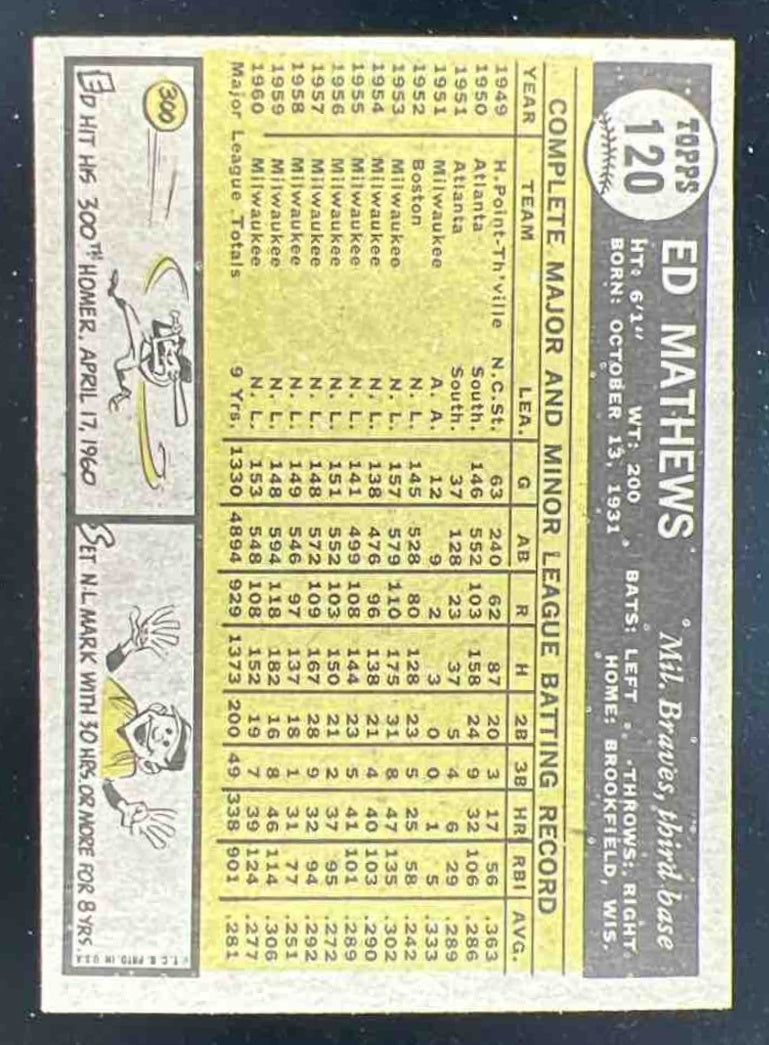 TOPPS
120
ED MATHEWS Mil. Braves, third base
HT: 6'1" WT: 200 BATS: LEFT THROWS: RIGHT
BORN: OCTOBER 13, 1931 HOME: BROOKFIELD, WIS.
COMPLETE MAJOR AND MINOR LEAGUE BATTING RECORD
YEAR TEAM LEA. G AB R H 2B 3B HR RBI AVG.
1949 H.Point-Th'ville N.C.St. 63 240 62 87 20 3 17 56 .363
1950 Atlanta South. 146 552 103 158 24 9 32 106 .286
1951 Atlanta South. 37 128 23 37 5 4 6 29 .289
1951 Milwaukee A. A. 12 9 2 3 0 0 1 5 .333
1952 Boston N. L. 145 528 80 128 23 5 25 58 .242
1953 Milwaukee N. L. 157 579 110 175 31 8 47 135 .302
1954 Milwaukee N. L. 138 476 96 138 21 4 40 103 .290
1955 Milwaukee N. L. 141 499 108 144 23 5 41 101 .289
1956 Milwaukee N. L. 151 552 103 150 21 2 37 95 .272
1957 Milwaukee N. L. 148 572 109 167 28 9 32 94 .292
1958 Milwaukee N. L. 149 546 97 137 18 1 31 77 .251
1959 Milwaukee N. L. 148 594 118 182 16 8 46 114 .306
1960 Milwaukee N. L. 153 548 108 152 19 7 39 124 .277
Major League Totals 9 Yrs. 1330 4894 929 1373 200 49 338 901 .281
300
ED HIT HIS 300TH HOMER, APRIL 17, 1960
SET N-L MARK WITH 30 HRS. OR MORE FOR 8 YRS.
© T. C. G. PRTD. IN U.S.A.